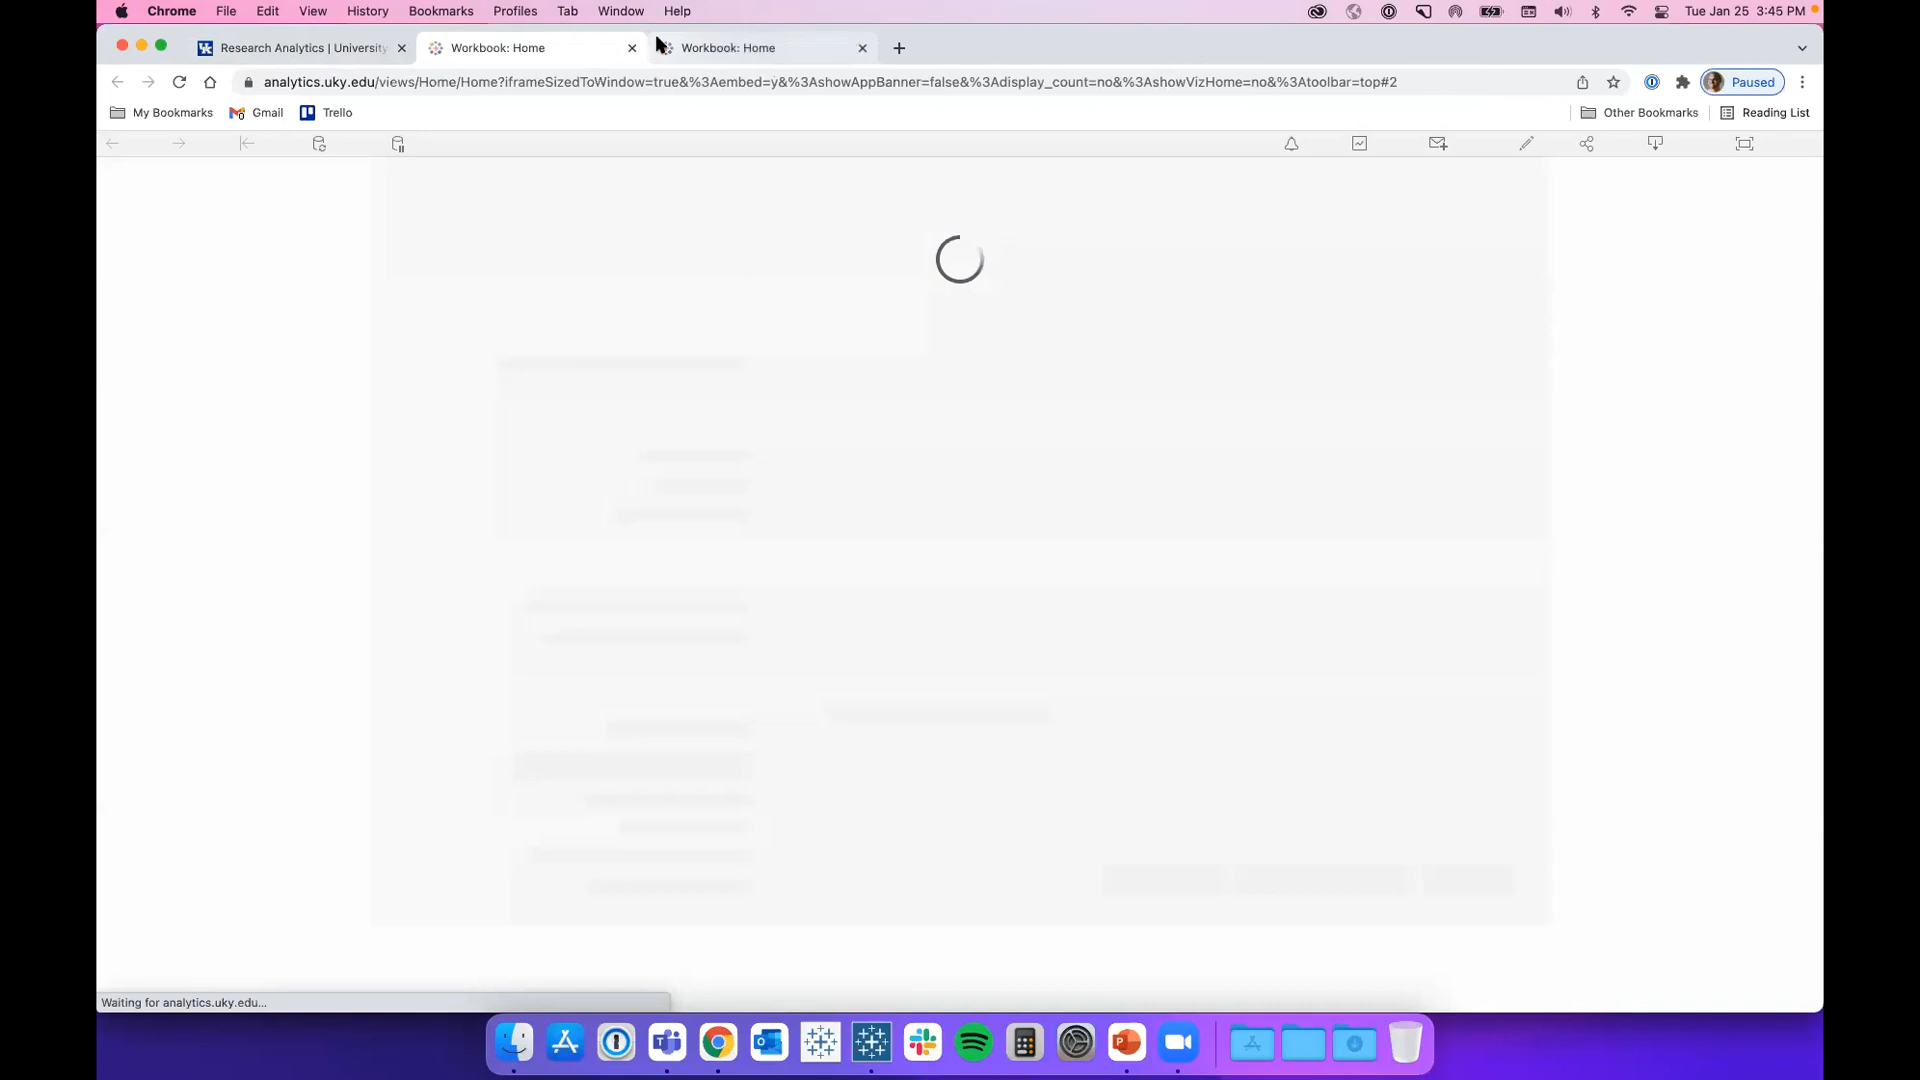 Chrome File Edit View History Bookmarks Profiles Tab Window Help Tue Jan 25 3:45 PM
Research Analytics | University Workbook: Home Workbook: Home
analytics.uky.edu/views/Home/Home?iframeSizedToWindow=true&%3Aembed=y&%3AshowAppBanner=false&%3Adisplay_count=no&%3AshowVizHome=no&%3Atoolbar=top#2 Paused
My Bookmarks Gmail Trello Other Bookmarks Reading List
Waiting for analytics.uky.edu...